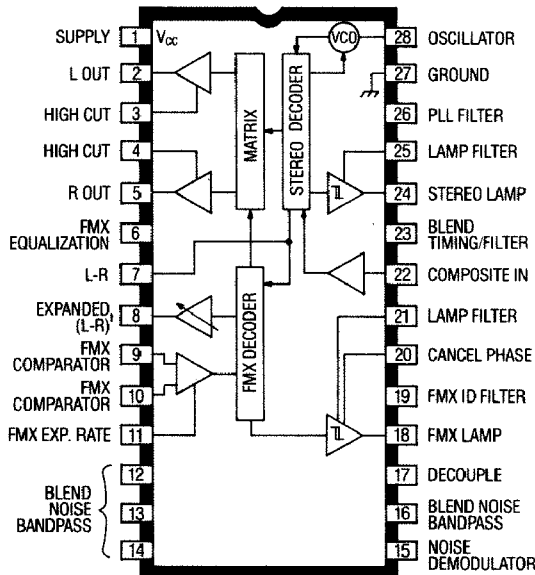 SUPPLY 1 VCC
L OUT 2
HIGH CUT 3
HIGH CUT 4
R OUT 5
FMX
EQUALIZATION 6
L-R 7
EXPANDED,
(L-R)' 8
FMX
COMPARATOR 9
FMX
COMPARATOR 10
FMX EXP. RATE 11
BLEND
NOISE
BANDPASS
12
13
14
MATRIX
STEREO DECODER
VCO
FMX DECODER
28 OSCILLATOR
27 GROUND
26 PLL FILTER
25 LAMP FILTER
24 STEREO LAMP
23 BLEND
TIMING/FILTER
22 COMPOSITE IN
21 LAMP FILTER
20 CANCEL PHASE
19 FMX ID FILTER
18 FMX LAMP
17 DECOUPLE
16 BLEND NOISE
BANDPASS
15 NOISE
DEMODULATOR